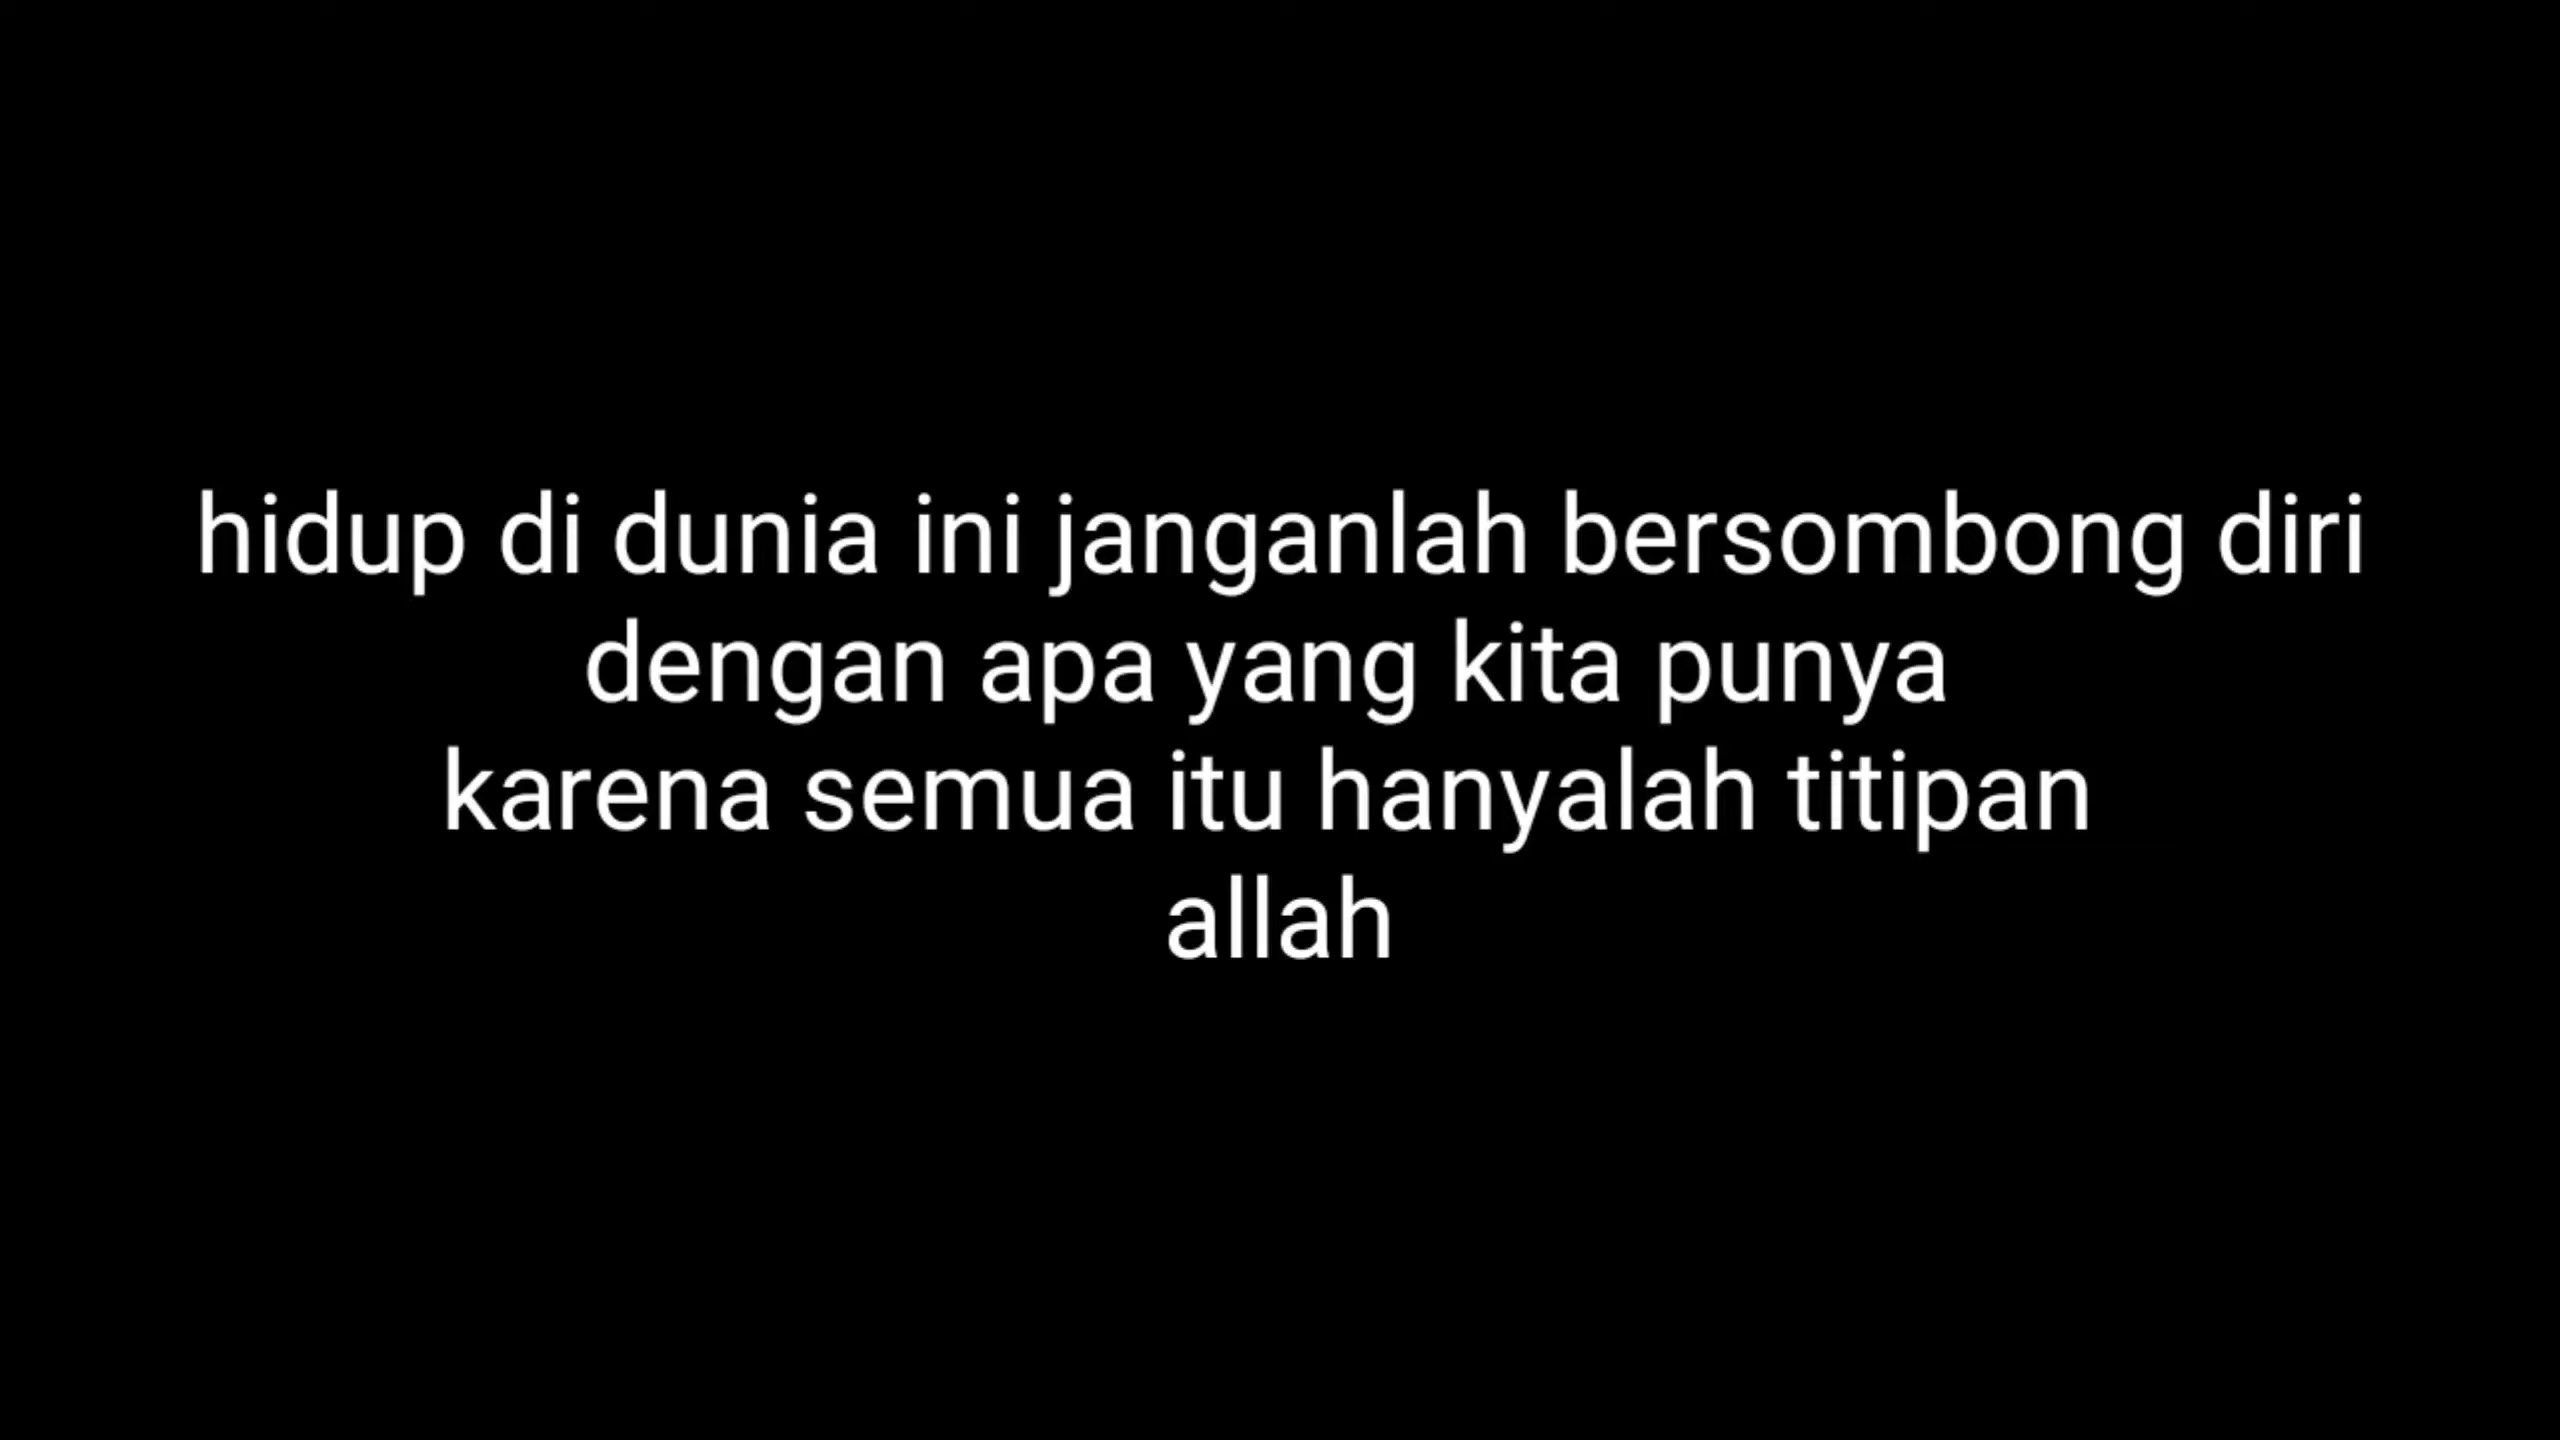 hidup di dunia ini janganlah bersombong diri
dengan apa yang kita punya
karena semua itu hanyalah titipan
allah